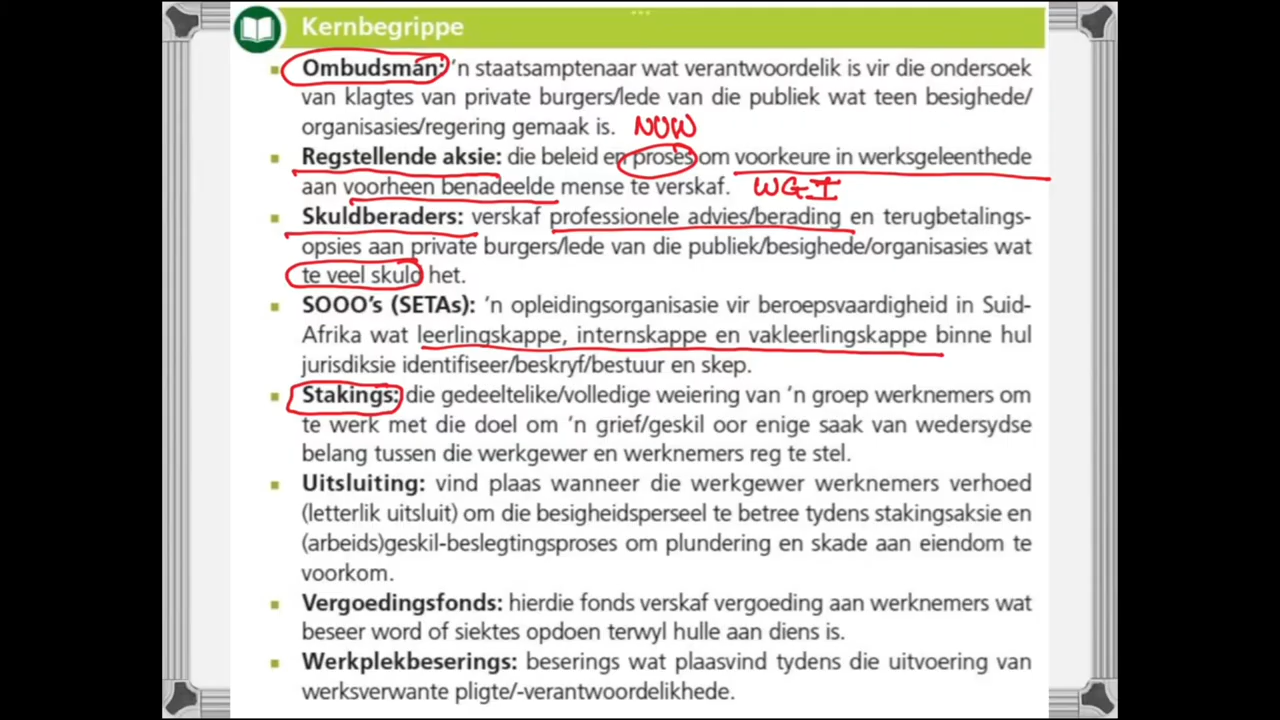 Kernbegrippe
Ombudsman: 'n staatsamptenaar wat verantwoordelik is vir die ondersoek
van klagtes van private burgers/lede van die publiek wat teen besighede/
organisasies/regering gemaak is. NOW
Regstellende aksie: die beleid en proses om voorkeure in werksgeleenthede
aan voorheen benadeelde mense te verskaf. WGI
Skuldberaders: verskaf professionele advies/berading en terugbetalings-
opsies aan private burgers/lede van die publiek/besighede/organisasies wat
te veel skuld het.
SOOO's (SETAs): 'n opleidingsorganisasie vir beroepsvaardigheid in Suid-
Afrika wat leerlingskappe, internskappe en vakleerlingskappe binne hul
jurisdiksie identifiseer/beskryf/bestuur en skep.
Stakings: die gedeeltelike/volledige weiering van 'n groep werknemers om
te werk met die doel om 'n grief/geskil oor enige saak van wedersydse
belang tussen die werkgewer en werknemers reg te stel.
Uitsluiting: vind plaas wanneer die werkgewer werknemers verhoed
(letterlik uitsluit) om die besigheidsperseel te betree tydens stakingsaksie en
(arbeids)geskil-beslegtingsproses om plundering en skade aan eiendom te
voorkom.
Vergoedingsfonds: hierdie fonds verskaf vergoeding aan werknemers wat
beseer word of siektes opdoen terwyl hulle aan diens is.
Werkplekbeserings: beserings wat plaasvind tydens die uitvoering van
werksverwante pligte/-verantwoordelikhede.